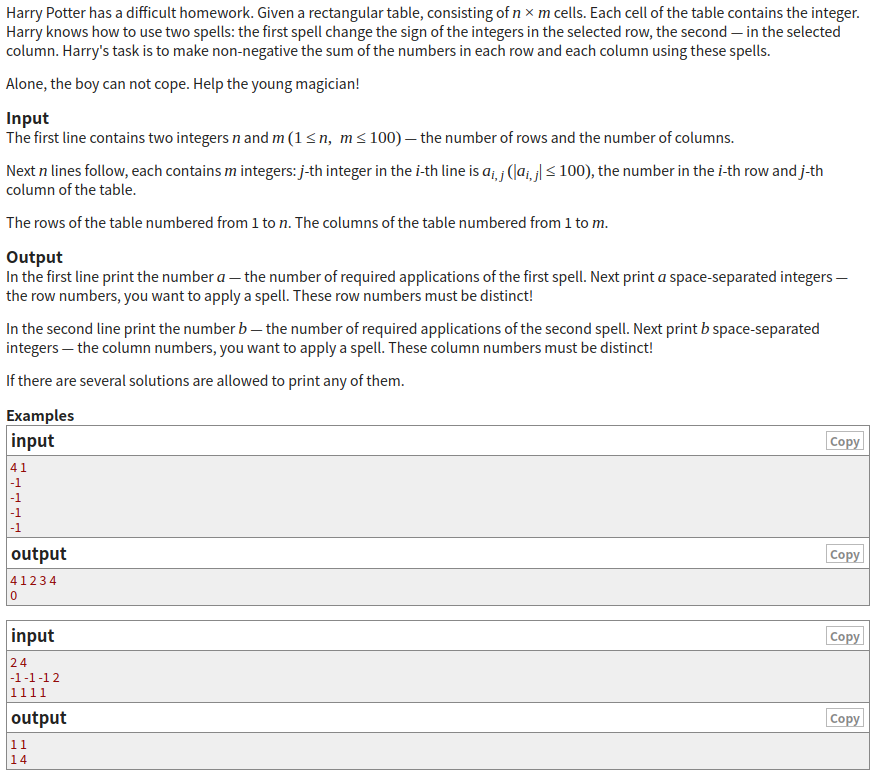 Harry Potter has a difficult homework. Given a rectangular table, consisting of n × m cells. Each cell of the table contains the integer.
Harry knows how to use two spells: the first spell change the sign of the integers in the selected row, the second — in the selected
column. Harry's task is to make non-negative the sum of the numbers in each row and each column using these spells.
Alone, the boy can not cope. Help the young magician!
Input
The first line contains two integers n and m (1 ≤ n, m ≤ 100) — the number of rows and the number of columns.
Next n lines follow, each contains m integers: j-th integer in the i-th line is a_{i, j} (|a_{i, j}| ≤ 100), the number in the i-th row and j-th
column of the table.
The rows of the table numbered from 1 to n. The columns of the table numbered from 1 to m.
Output
In the first line print the number a — the number of required applications of the first spell. Next print a space-separated integers —
the row numbers, you want to apply a spell. These row numbers must be distinct!
In the second line print the number b — the number of required applications of the second spell. Next print b space-separated
integers — the column numbers, you want to apply a spell. These column numbers must be distinct!
If there are several solutions are allowed to print any of them.
Examples
input
Copy
4 1
-1
-1
-1
-1
output
Copy
4 1 2 3 4
0
input
Copy
2 4
-1 -1 -1 2
1 1 1 1
output
Copy
1 1
1 4